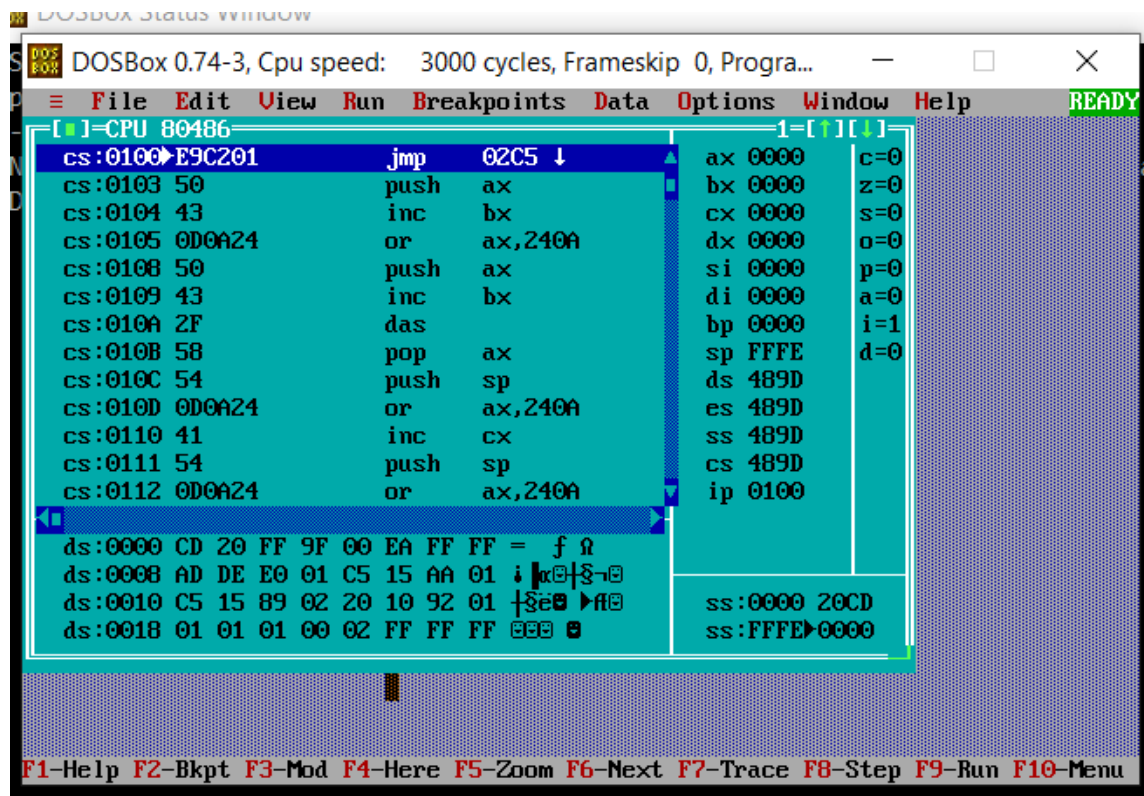 DOSBox Status Window
DOSBox 0.74-3, Cpu speed: 3000 cycles, Frameskip 0, Progra...
≡ File Edit View Run Breakpoints Data Options Window Help READY
[■]=CPU 80486 1=[↑][↓]
cs:0100►E9C201 jmp 02C5 ↓ ax 0000 c=0
cs:0103 50 push ax bx 0000 z=0
cs:0104 43 inc bx cx 0000 s=0
cs:0105 0D0A24 or ax,240A dx 0000 o=0
cs:0108 50 push ax si 0000 p=0
cs:0109 43 inc bx di 0000 a=0
cs:010A 2F das bp 0000 i=1
cs:010B 58 pop ax sp FFFE d=0
cs:010C 54 push sp ds 489D
cs:010D 0D0A24 or ax,240A es 489D
cs:0110 41 inc cx ss 489D
cs:0111 54 push sp cs 489D
cs:0112 0D0A24 or ax,240A ip 0100
ds:0000 CD 20 FF 9F 00 EA FF FF = ƒ Ω
ds:0008 AD DE E0 01 C5 15 AA 01 ¡▐α☺┼§¬☺
ds:0010 C5 15 89 02 20 10 92 01 ┼§ë☻ ►Æ☺ ss:0000 20CD
ds:0018 01 01 01 00 02 FF FF FF ☺☺☺ ☻ ss:FFFE►0000
F1-Help F2-Bkpt F3-Mod F4-Here F5-Zoom F6-Next F7-Trace F8-Step F9-Run F10-Menu